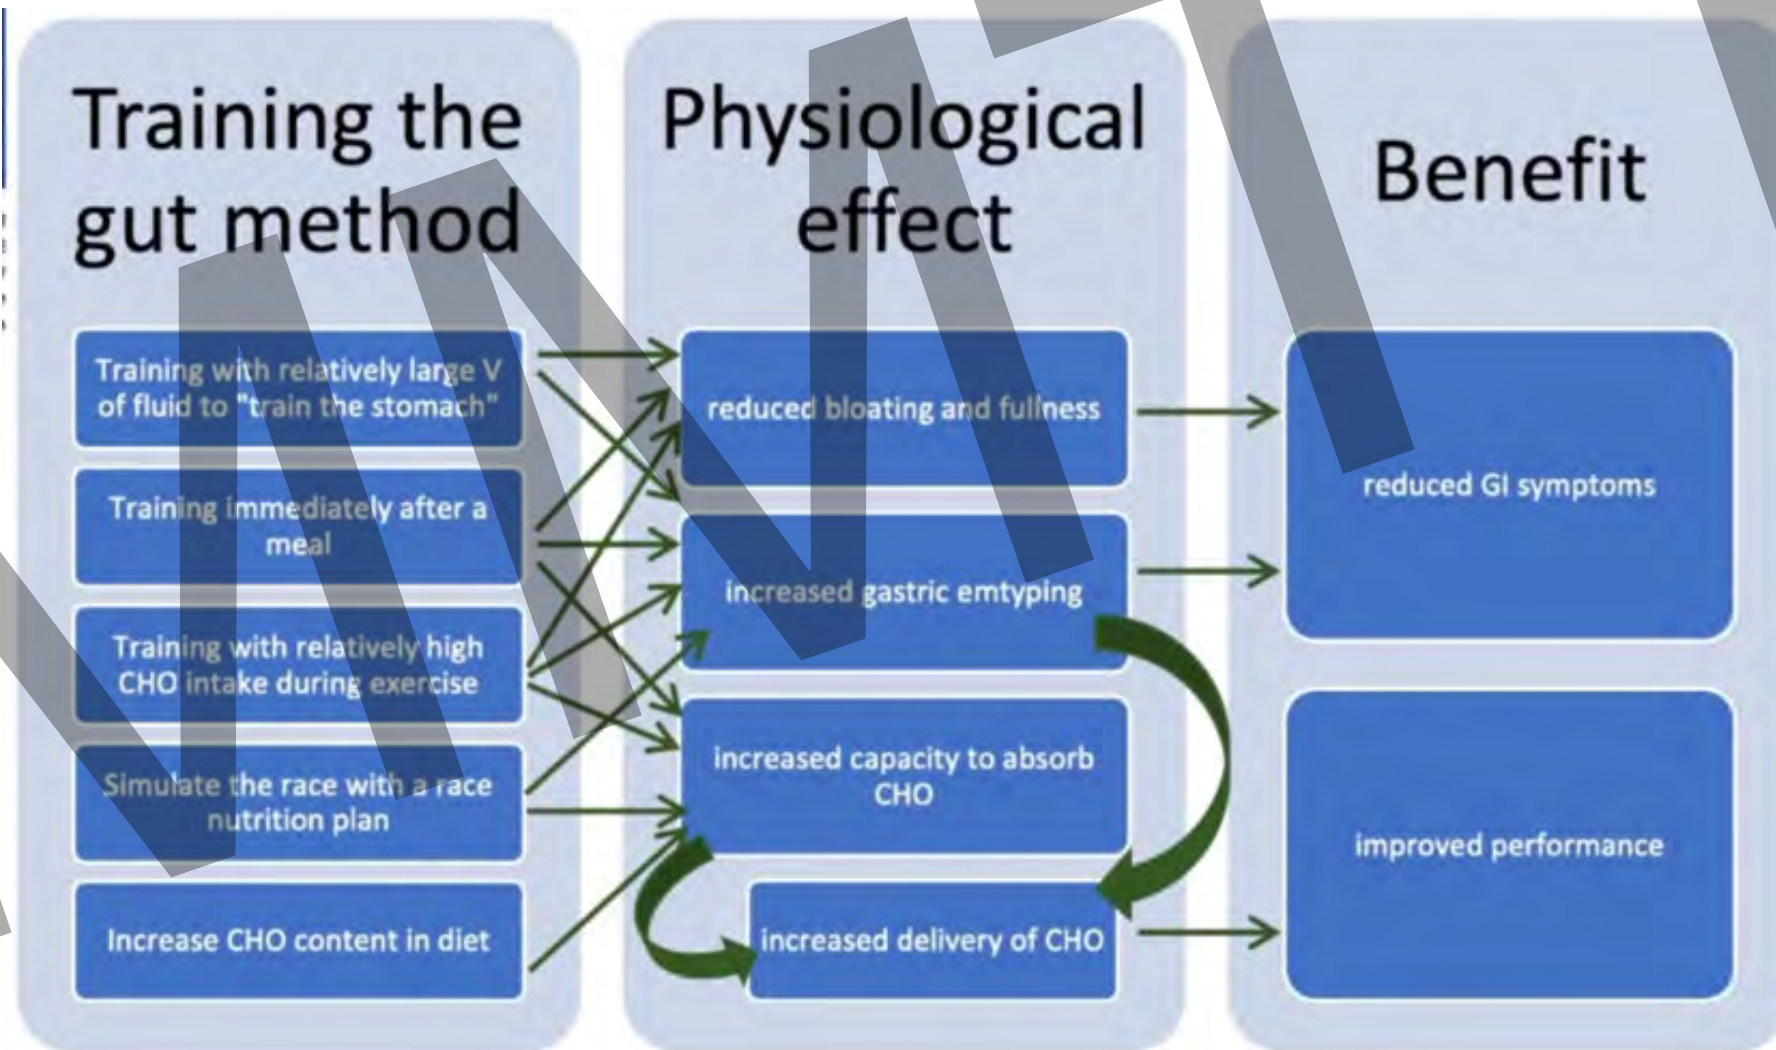 Training the
gut method
Training with relatively large V
of fluid to "train the stomach"
Training immediately after a
meal
Training with relatively high
CHO intake during exercise
Simulate the race with a race
nutrition plan
Increase CHO content in diet
Physiological
effect
reduced bloating and fullness
increased gastric emtyping
increased capacity to absorb
CHO
increased delivery of CHO
Benefit
reduced GI symptoms
improved performance